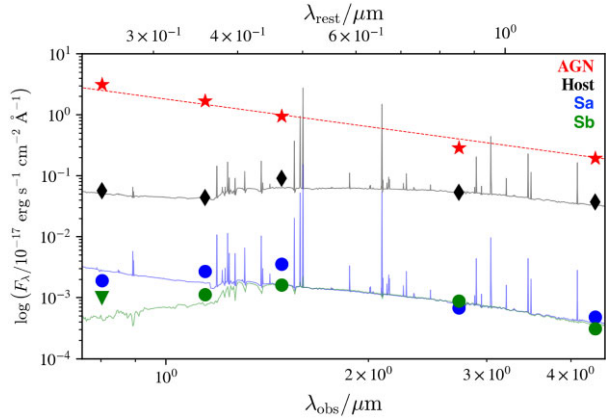 λrest/μm
3 × 10⁻¹ 4 × 10⁻¹ 6 × 10⁻¹ 10⁰
AGN
Host
Sa
Sb
10¹
10⁰
10⁻¹
10⁻²
10⁻³
10⁻⁴
log (Fλ/10⁻¹⁷ erg s⁻¹ cm⁻² Å⁻¹)
10⁰ 2 × 10⁰ 3 × 10⁰ 4 × 10⁰
λobs/μm